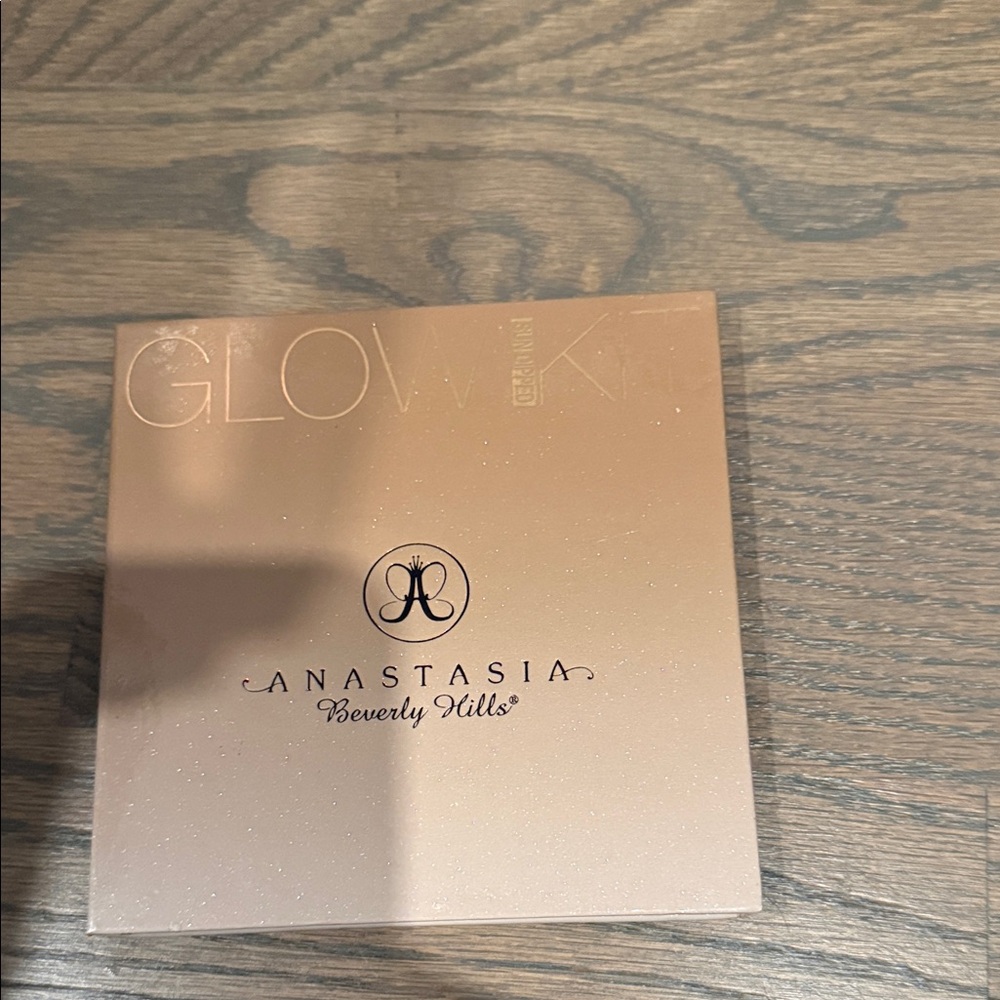 GLOW KIT
SUN DIPPED
A
ANASTASIA
Beverly Hills®